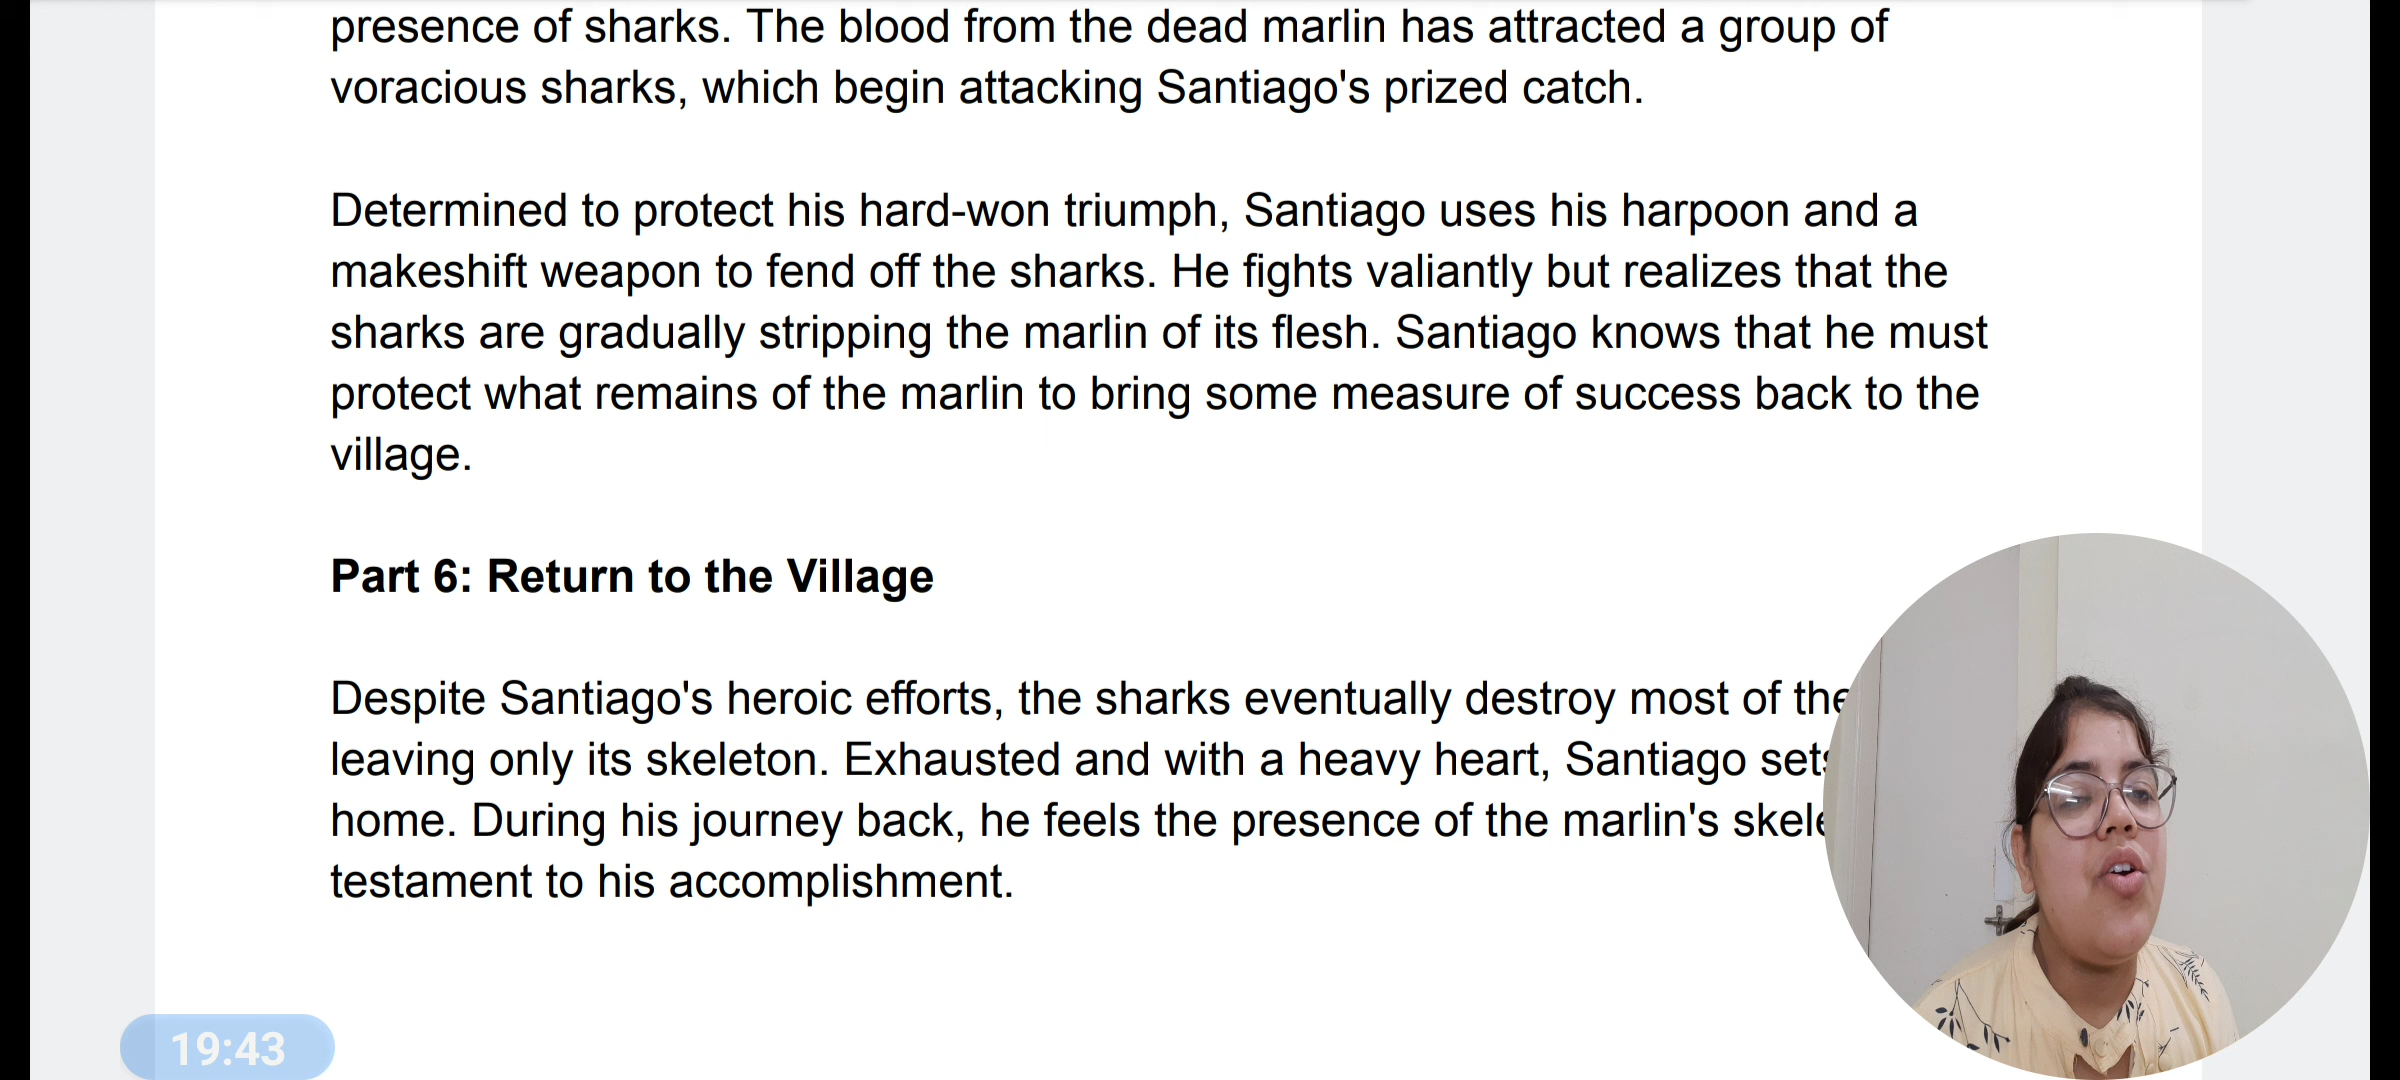 presence of sharks. The blood from the dead marlin has attracted a group of
voracious sharks, which begin attacking Santiago's prized catch.
Determined to protect his hard-won triumph, Santiago uses his harpoon and a
makeshift weapon to fend off the sharks. He fights valiantly but realizes that the
sharks are gradually stripping the marlin of its flesh. Santiago knows that he must
protect what remains of the marlin to bring some measure of success back to the
village.
Part 6: Return to the Village
Despite Santiago's heroic efforts, the sharks eventually destroy most of the
leaving only its skeleton. Exhausted and with a heavy heart, Santiago sets
home. During his journey back, he feels the presence of the marlin's
testament to his accomplishment.
19:43